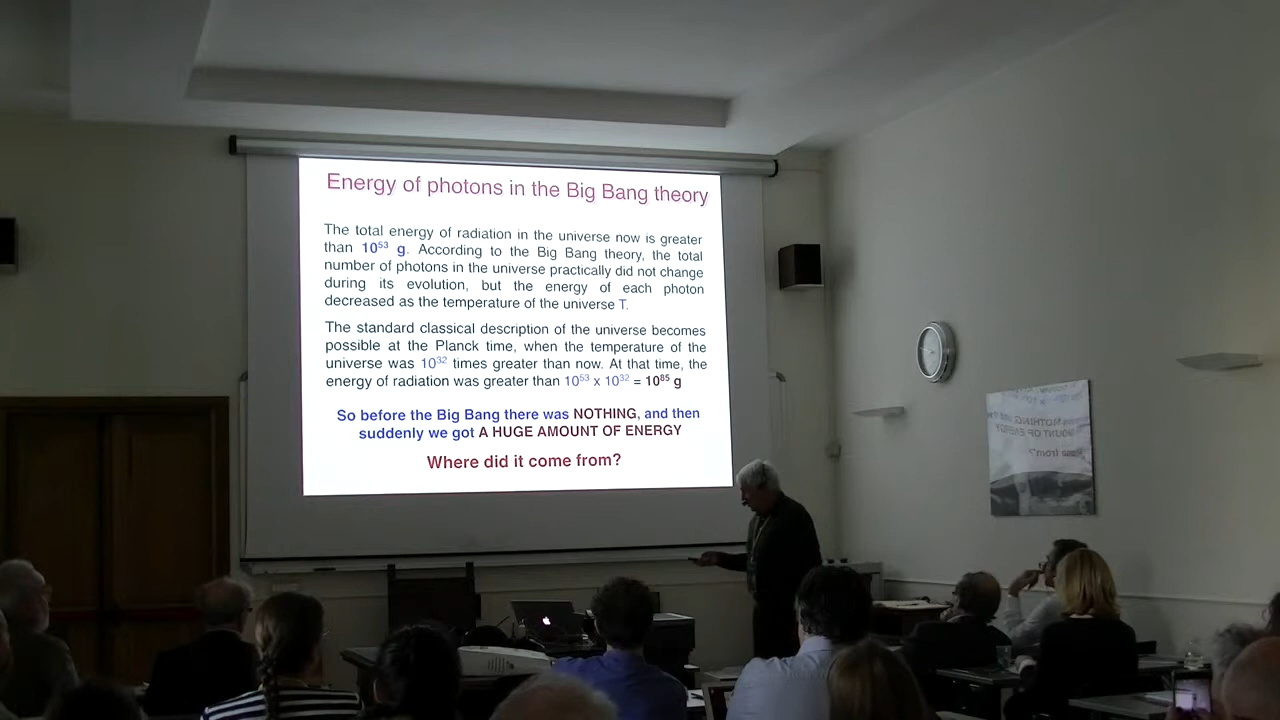 Energy of photons in the Big Bang theory
The total energy of radiation in the universe now is greater
than 10⁵³ g. According to the Big Bang theory, the total
number of photons in the universe practically did not change
during its evolution, but the energy of each photon
decreased as the temperature of the universe T.
The standard classical description of the universe becomes
possible at the Planck time, when the temperature of the
universe was 10³² times greater than now. At that time, the
energy of radiation was greater than 10⁵³ x 10³² = 10⁸⁵ g
So before the Big Bang there was NOTHING, and then
suddenly we got A HUGE AMOUNT OF ENERGY
Where did it come from?
NOTHING
MOUNT OF ENERGY
from?